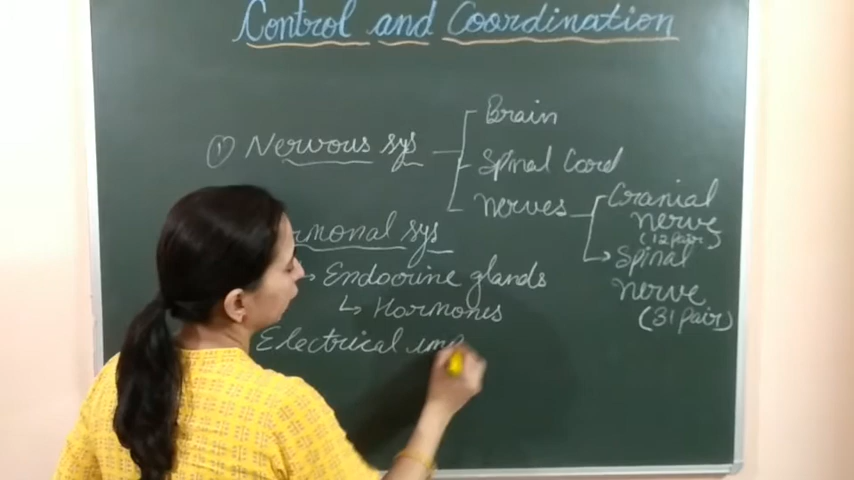 Control and Coordination
① Nervous sys
Brain
Spinal Cord
Nerves
Cranial
nerve
(12 pair)
Spinal
nerve
(31 pair)
rmonal sys
Endocrine glands
Hormones
Electrical imp